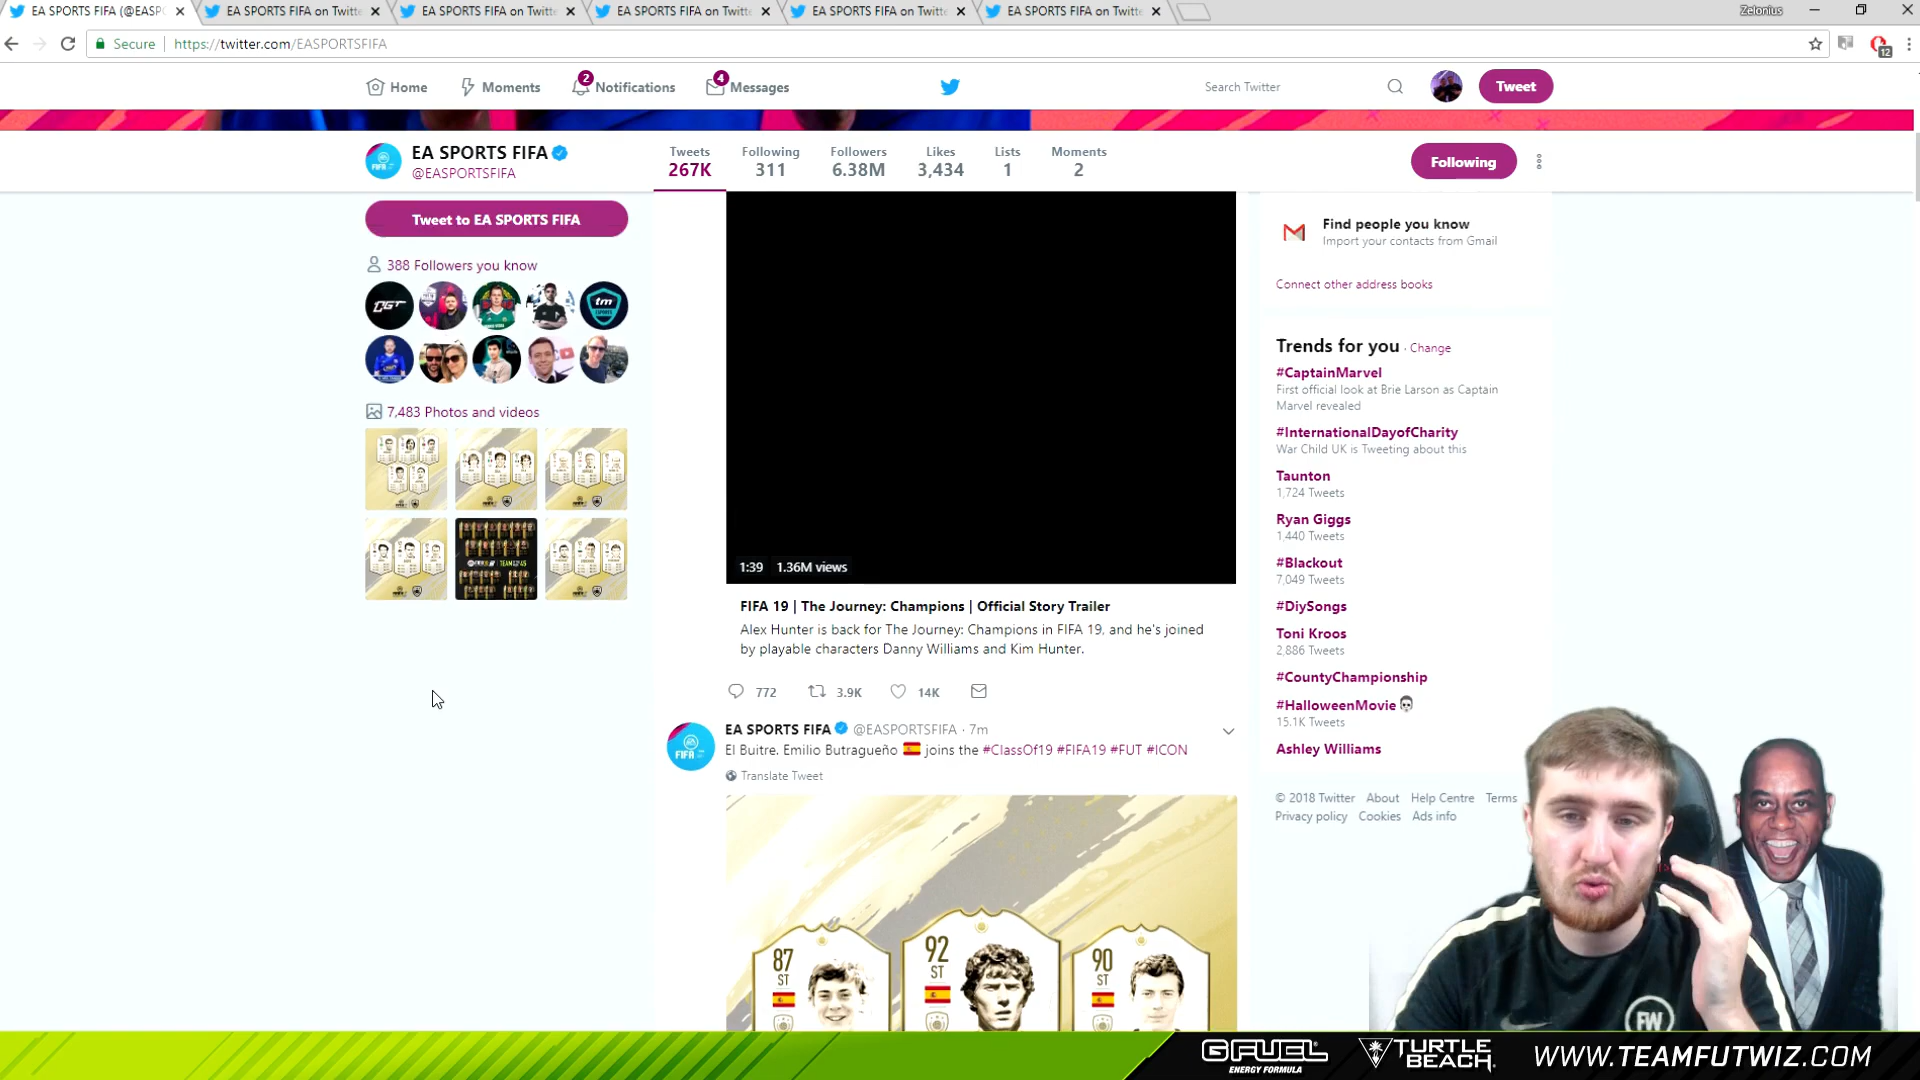 EA SPORTS FIFA (@EASP
EA SPORTS FIFA on Twitte
EA SPORTS FIFA on Twitte
EA SPORTS FIFA on Twitte
EA SPORTS FIFA on Twitte
EA SPORTS FIFA on Twitte
Zelonius
Secure
https://twitter.com/EASPORTSFIFA
12
Home
Moments
2
Notifications
4
Messages
Search Twitter
Tweet
EA SPORTS FIFA
@EASPORTSFIFA
Tweets
267K
Following
311
Followers
6.38M
Likes
3,434
Lists
1
Moments
2
Following
Tweet to EA SPORTS FIFA
388 Followers you know
CGT
tm
7,483 Photos and videos
1:39 1.36M views
FIFA 19 | The Journey: Champions | Official Story Trailer
Alex Hunter is back for The Journey: Champions in FIFA 19, and he's joined
by playable characters Danny Williams and Kim Hunter.
772
3.9K
14K
EA SPORTS FIFA @EASPORTSFIFA · 7m
El Buitre. Emilio Butragueño joins the #ClassOf19 #FIFA19 #FUT #ICON
Translate Tweet
87
ST
92
ST
90
ST
Find people you know
Import your contacts from Gmail
Connect other address books
Trends for you · Change
#CaptainMarvel
First official look at Brie Larson as Captain
Marvel revealed
#InternationalDayofCharity
War Child UK is Tweeting about this
Taunton
1,724 Tweets
Ryan Giggs
1,440 Tweets
#Blackout
7,049 Tweets
#DiySongs
Toni Kroos
2,886 Tweets
#CountyChampionship
#HalloweenMovie
15.1K Tweets
Ashley Williams
© 2018 Twitter About Help Centre Terms
Privacy policy Cookies Ads info
FW
G FUEL
ENERGY FORMULA
TURTLE
BEACH
WWW.TEAMFUTWIZ.COM